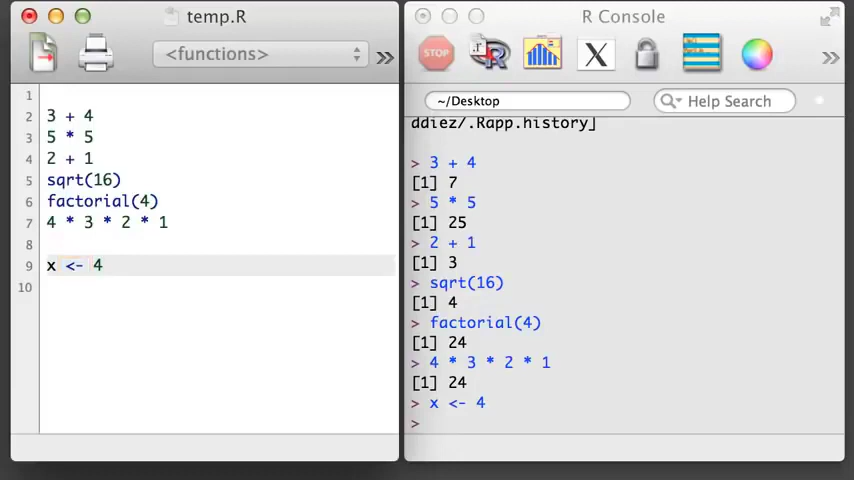 temp.R
<functions>
»
1
2 3 + 4
3 5 * 5
4 2 + 1
5 sqrt(16)
6 factorial(4)
7 4 * 3 * 2 * 1
8
9 x <- 4
10
R Console
STOP
R
X
»
~/Desktop
Help Search
ddiez/.Rapp.history]
> 3 + 4
[1] 7
> 5 * 5
[1] 25
> 2 + 1
[1] 3
> sqrt(16)
[1] 4
> factorial(4)
[1] 24
> 4 * 3 * 2 * 1
[1] 24
> x <- 4
>